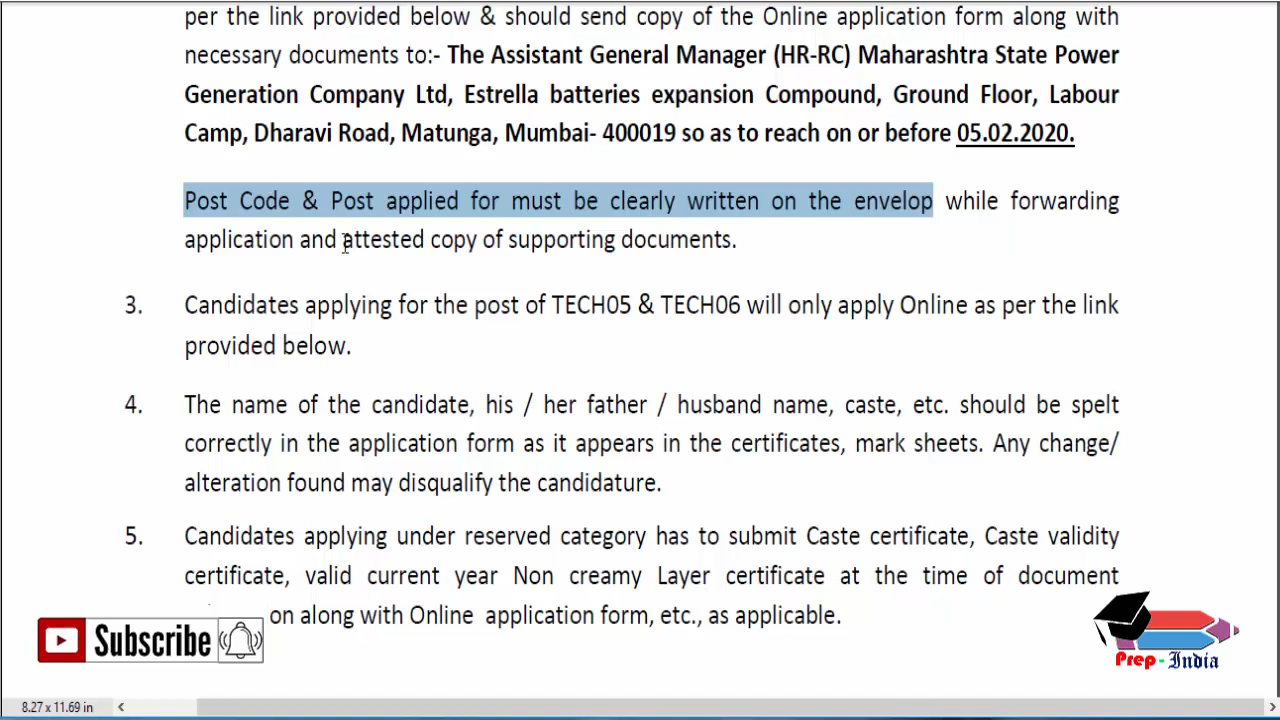 per the link provided below & should send copy of the Online application form along with
necessary documents to:- The Assistant General Manager (HR-RC) Maharashtra State Power
Generation Company Ltd, Estrella batteries expansion Compound, Ground Floor, Labour
Camp, Dharavi Road, Matunga, Mumbai- 400019 so as to reach on or before 05.02.2020.
Post Code & Post applied for must be clearly written on the envelop while forwarding
application and attested copy of supporting documents.
3. Candidates applying for the post of TECH05 & TECH06 will only apply Online as per the link
provided below.
4. The name of the candidate, his / her father / husband name, caste, etc. should be spelt
correctly in the application form as it appears in the certificates, mark sheets. Any change/
alteration found may disqualify the candidature.
5. Candidates applying under reserved category has to submit Caste certificate, Caste validity
certificate, valid current year Non creamy Layer certificate at the time of document
on along with Online application form, etc., as applicable.
Subscribe
Prep - India
8.27 x 11.69 in